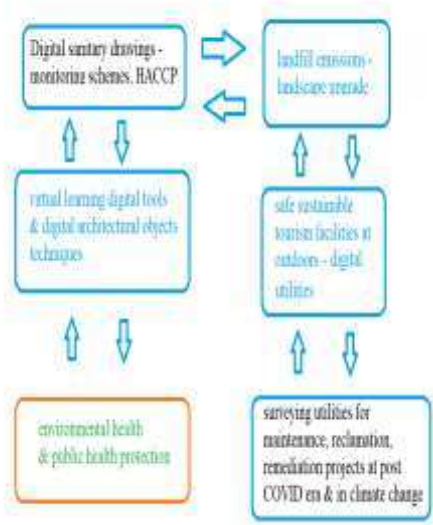 Digital sanitary drawings -
monitoring schemes, HACCP
landfill emissions -
landscape upgrade
virtual learning digital tools
& digital architectural objects
techniques
safe sustainable
tourism facilities at
outdoors - digital
utilities
environmental health
& public health protection
surveying utilities for
maintenance, reclamation,
remediation projects at post
COVID era & in climate change